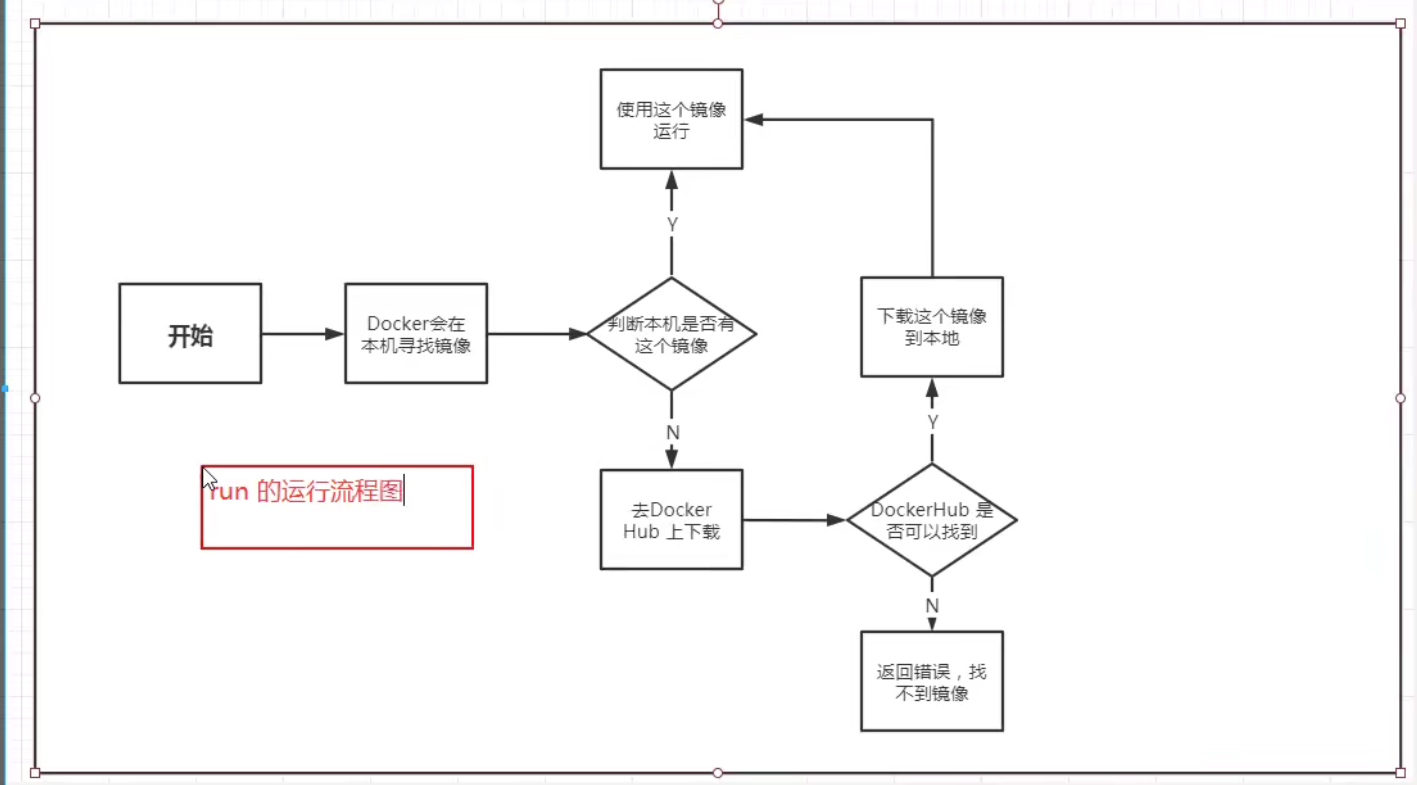 使用这个镜像
运行
Y
开始
Docker会在
本机寻找镜像
判断本机是否有
这个镜像
下载这个镜像
到本地
N
Y
run 的运行流程图
去Docker
Hub 上下载
DockerHub 是
否可以找到
N
返回错误，找
不到镜像